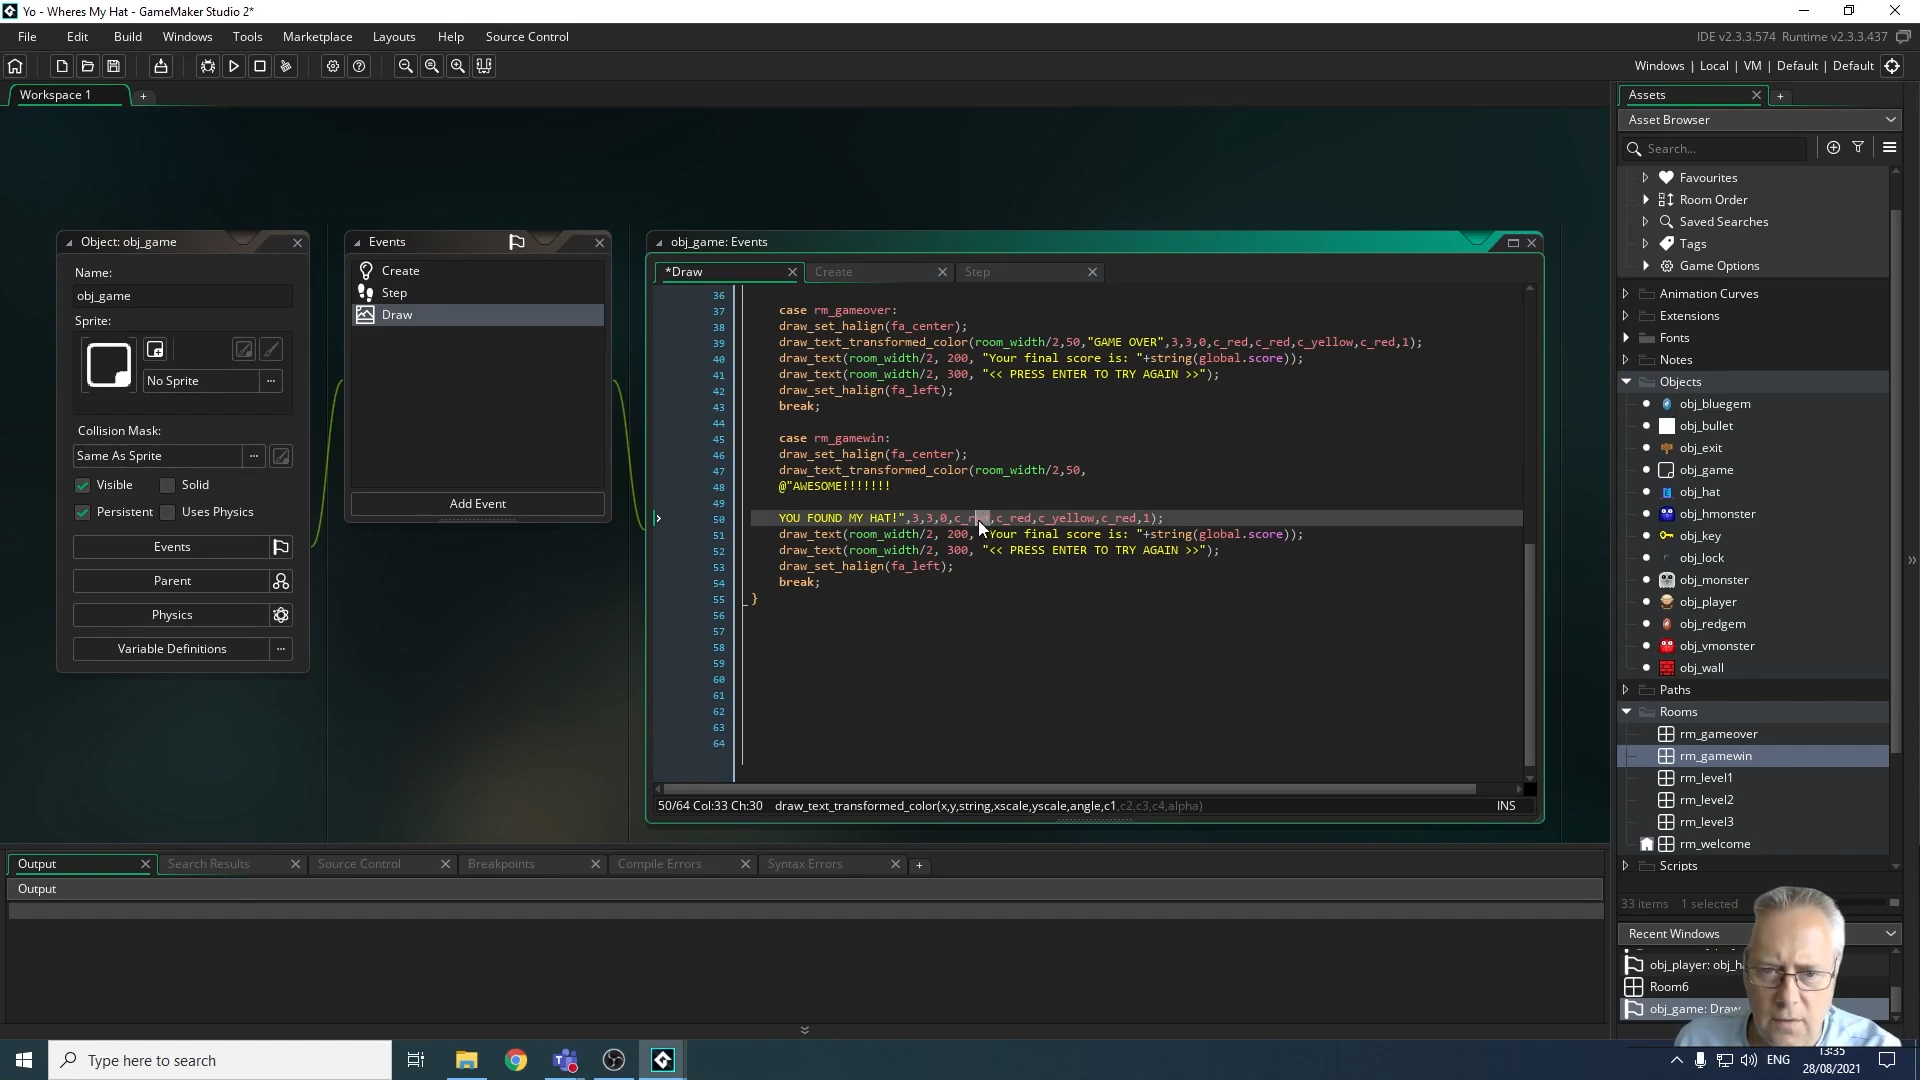 Yo - Wheres My Hat - GameMaker Studio 2*
File Edit Build Windows Tools Marketplace Layouts Help Source Control
IDE v2.3.3.574 Runtime v2.3.3.437
Windows | Local | VM | Default | Default
Workspace 1
Object: obj_game
Name:
obj_game
Sprite:
No Sprite
Collision Mask:
Same As Sprite
Visible Solid
Persistent Uses Physics
Events
Parent
Physics
Variable Definitions
Events
Create
Step
Draw
Add Event
obj_game: Events
*Draw Create Step
36
37 case rm_gameover:
38 draw_set_halign(fa_center);
39 draw_text_transformed_color(room_width/2,50,"GAME OVER",3,3,0,c_red,c_red,c_yellow,c_red,1);
40 draw_text(room_width/2, 200, "Your final score is: "+string(global.score));
41 draw_text(room_width/2, 300, "<< PRESS ENTER TO TRY AGAIN >>");
42 draw_set_halign(fa_left);
43 break;
44
45 case rm_gamewin:
46 draw_set_halign(fa_center);
47 draw_text_transformed_color(room_width/2,50,
48 @"AWESOME!!!!!!!
49
50 YOU FOUND MY HAT!",3,3,0,c_red,c_red,c_yellow,c_red,1);
51 draw_text(room_width/2, 200, "Your final score is: "+string(global.score));
52 draw_text(room_width/2, 300, "<< PRESS ENTER TO TRY AGAIN >>");
53 draw_set_halign(fa_left);
54 break;
55 }
56
57
58
59
60
61
62
63
64
50/64 Col:33 Ch:30 draw_text_transformed_color(x,y,string,xscale,yscale,angle,c1,c2,c3,c4,alpha) INS
Output Search Results Source Control Breakpoints Compile Errors Syntax Errors
Output
Assets
Asset Browser
Search...
Favourites
Room Order
Saved Searches
Tags
Game Options
Animation Curves
Extensions
Fonts
Notes
Objects
obj_bluegem
obj_bullet
obj_exit
obj_game
obj_hat
obj_hmonster
obj_key
obj_lock
obj_monster
obj_player
obj_redgem
obj_vmonster
obj_wall
Paths
Rooms
rm_gameover
rm_gamewin
rm_level1
rm_level2
rm_level3
rm_welcome
Scripts
33 items 1 selected
Recent Windows
obj_player: obj_h
Room6
obj_game: Draw
Type here to search
ENG
13:35
28/08/2021